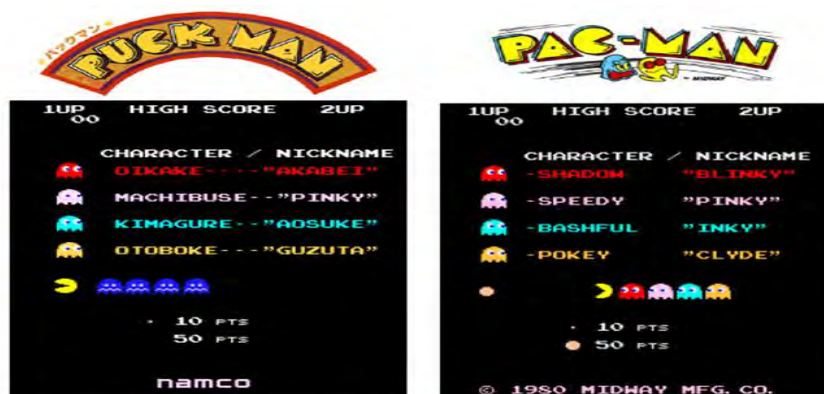 パックマン
PUCK MAN
1UP HIGH SCORE 2UP
00
CHARACTER / NICKNAME
OIKAKE----"AKABEI"
MACHIBUSE--"PINKY"
KIMAGURE--"AOSUKE"
OTOBOKE---"GUZUTA"
10 PTS
50 PTS
namco
PAC-MAN
MIDWAY
1UP HIGH SCORE 2UP
00
CHARACTER / NICKNAME
-SHADOW "BLINKY"
-SPEEDY "PINKY"
-BASHFUL "INKY"
-POKEY "CLYDE"
10 PTS
50 PTS
© 1980 MIDWAY MFG. CO.